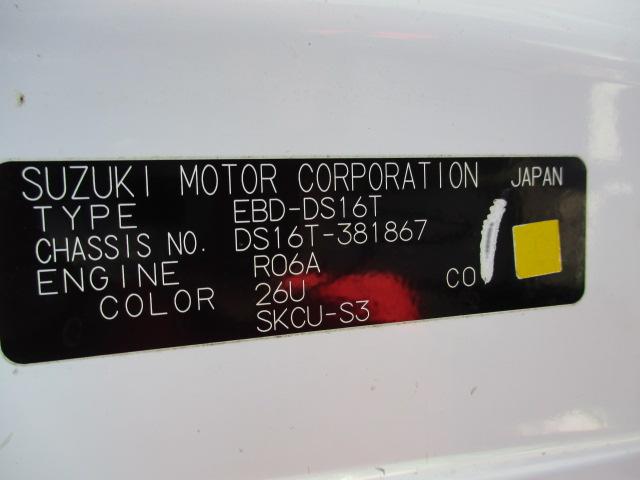 SUZUKI MOTOR CORPORATION JAPAN
TYPE EBD-DS16T
CHASSIS NO. DS16T-381867
ENGINE R06A CO
COLOR 26U
SKCU-S3